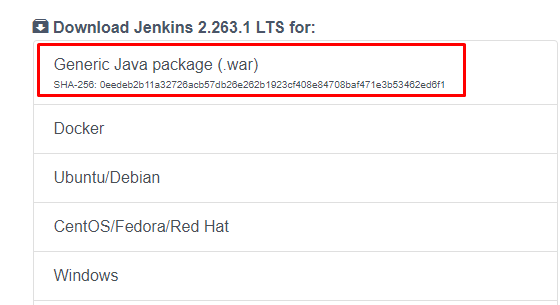 Download Jenkins 2.263.1 LTS for:
Generic Java package (.war)
SHA-256: 0eedeb2b11a32726acb57db26e262b1923cf408e84708baf471e3b53462ed6f1
Docker
Ubuntu/Debian
CentOS/Fedora/Red Hat
Windows